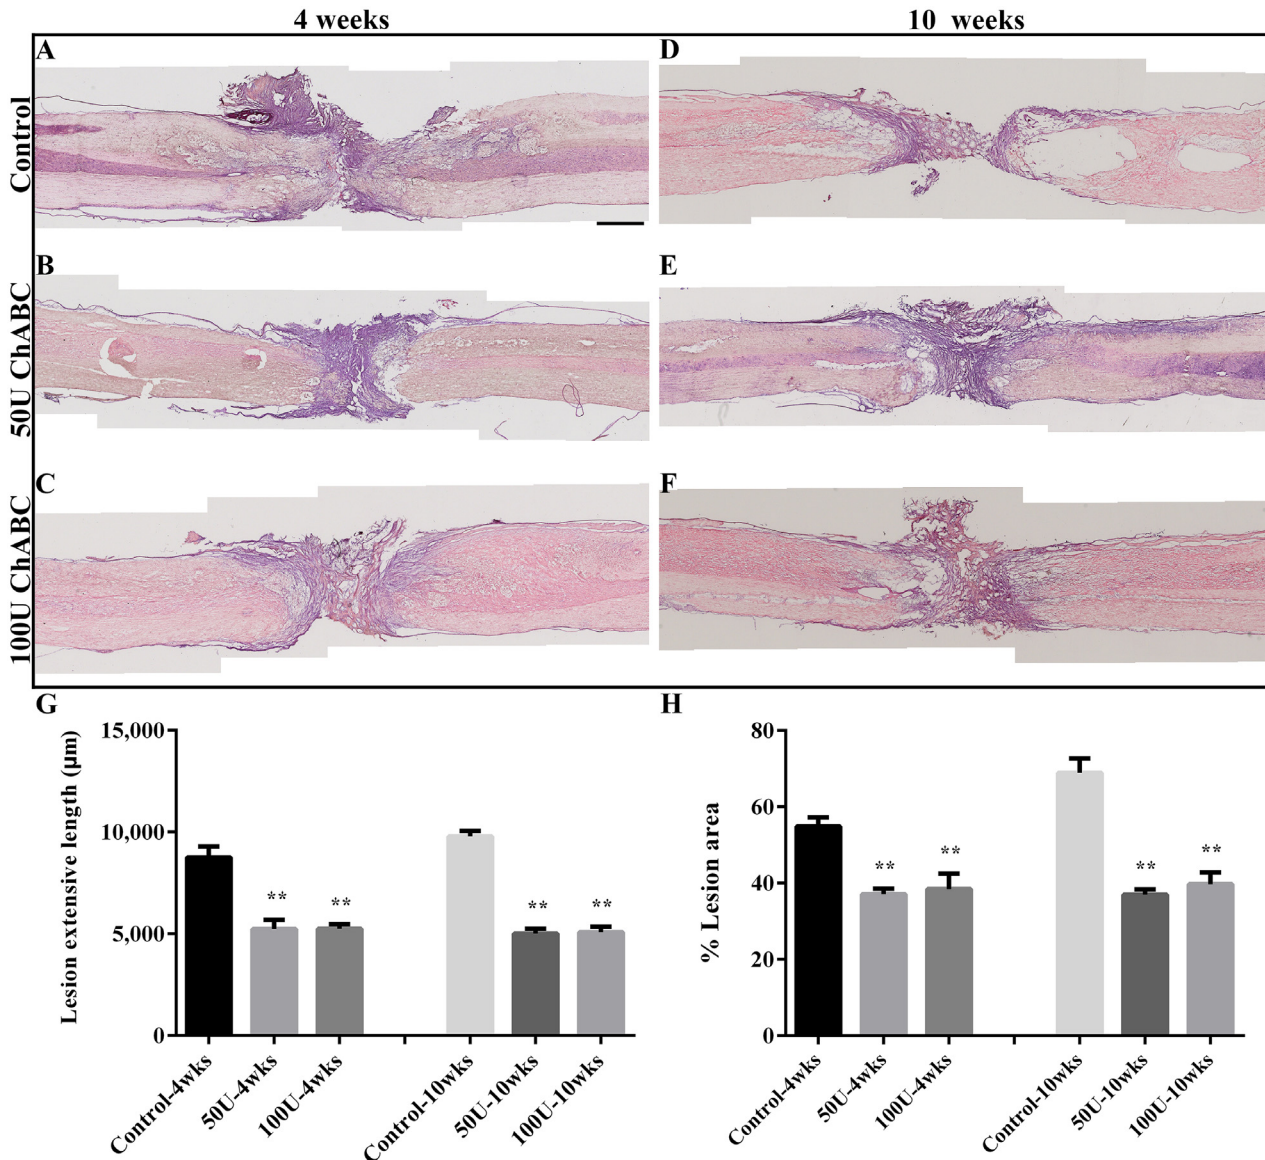 4 weeks
10 weeks
Control
50U ChABC
100U ChABC
A
D
B
E
C
F
G
Lesion extensive length (µm)
15,000
10,000
5,000
0
**
**
**
**
Control-4wks
50U-4wks
100U-4wks
Control-10wks
50U-10wks
100U-10wks
H
% Lesion area
80
60
40
20
0
**
**
**
**
Control-4wks
50U-4wks
100U-4wks
Control-10wks
50U-10wks
100U-10wks